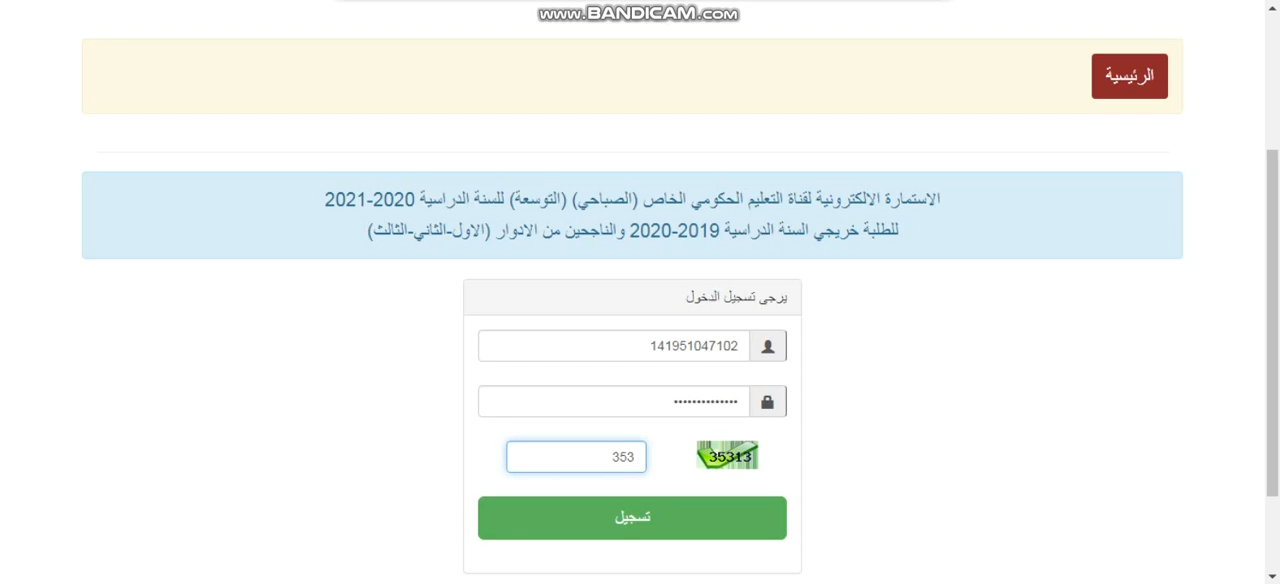 www.BANDICAM.com
الرئيسية
الاستمارة الالكترونية لقناة التعليم الحكومي الخاص (الصباحي) (التوسعة) للسنة الدراسية 2020-2021
للطلبة خريجي السنة الدراسية 2019-2020 والناجحين من الادوار (الاول-الثاني-الثالث)
يرجى تسجيل الدخول
141951047102
••••••••••••••
353
35313
تسجيل